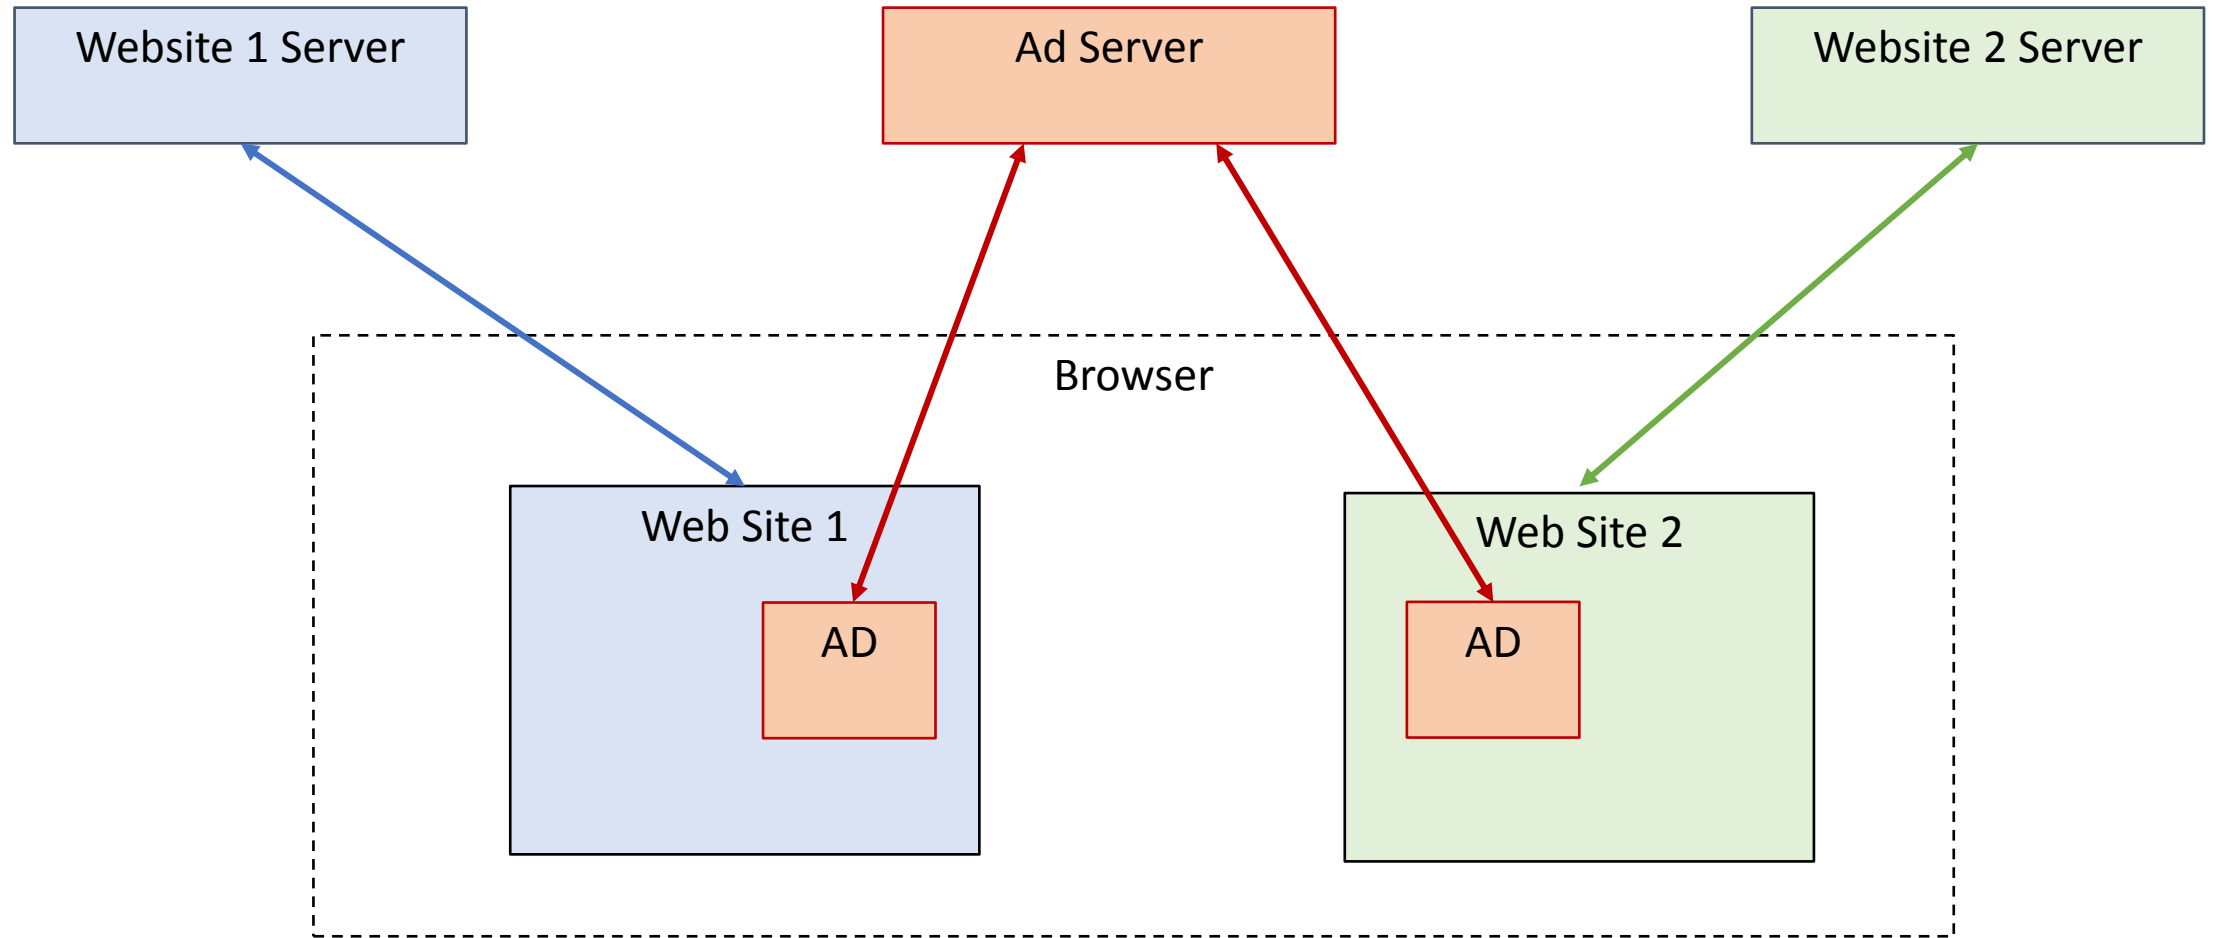 Website 1 Server
Ad Server
Website 2 Server
Browser
Web Site 1
Web Site 2
AD
AD